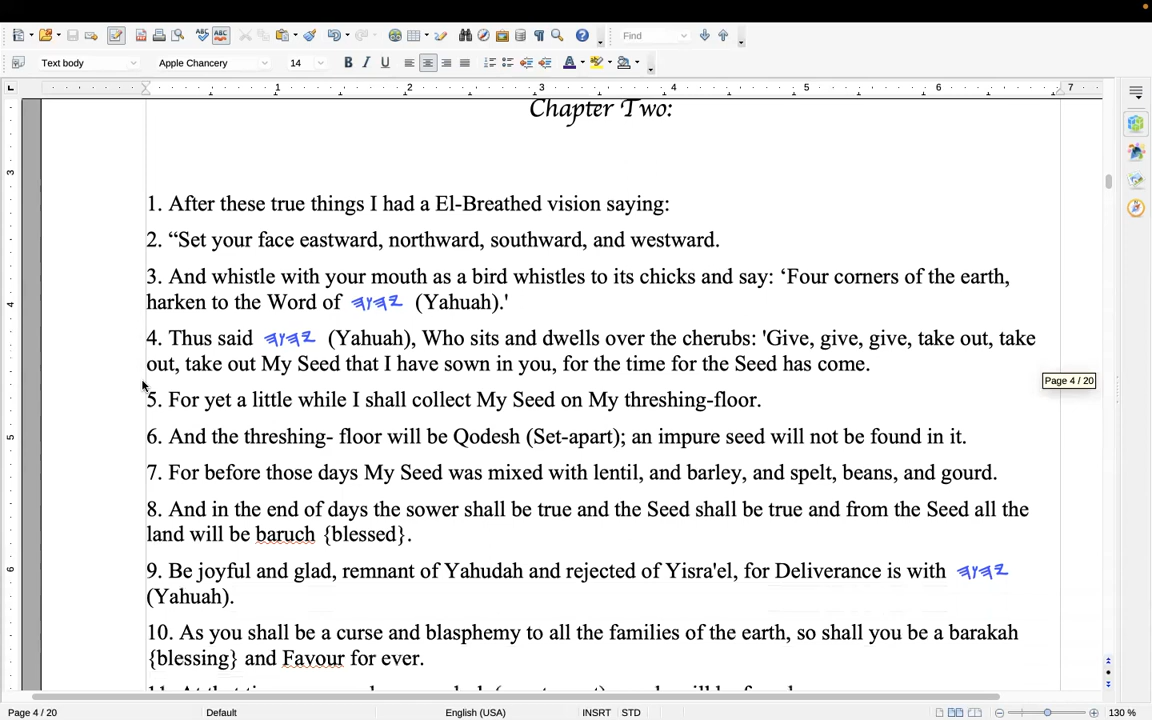 Find
Text body
Apple Chancery
14
1 2 3 4 5 6 7
Chapter Two:
1. After these true things I had a El-Breathed vision saying:
2. “Set your face eastward, northward, southward, and westward.
3. And whistle with your mouth as a bird whistles to its chicks and say: ‘Four corners of the earth,
harken to the Word of 𐤉𐤄𐤅𐤄 (Yahuah).'
4. Thus said 𐤉𐤄𐤅𐤄 (Yahuah), Who sits and dwells over the cherubs: 'Give, give, give, take out, take
out, take out My Seed that I have sown in you, for the time for the Seed has come.
Page 4 / 20
5. For yet a little while I shall collect My Seed on My threshing-floor.
6. And the threshing- floor will be Qodesh (Set-apart); an impure seed will not be found in it.
7. For before those days My Seed was mixed with lentil, and barley, and spelt, beans, and gourd.
8. And in the end of days the sower shall be true and the Seed shall be true and from the Seed all the
land will be baruch {blessed}.
9. Be joyful and glad, remnant of Yahudah and rejected of Yisra'el, for Deliverance is with 𐤉𐤄𐤅𐤄
(Yahuah).
10. As you shall be a curse and blasphemy to all the families of the earth, so shall you be a barakah
{blessing} and Favour for ever.
Page 4 / 20
Default
English (USA)
INSRT
STD
130 %